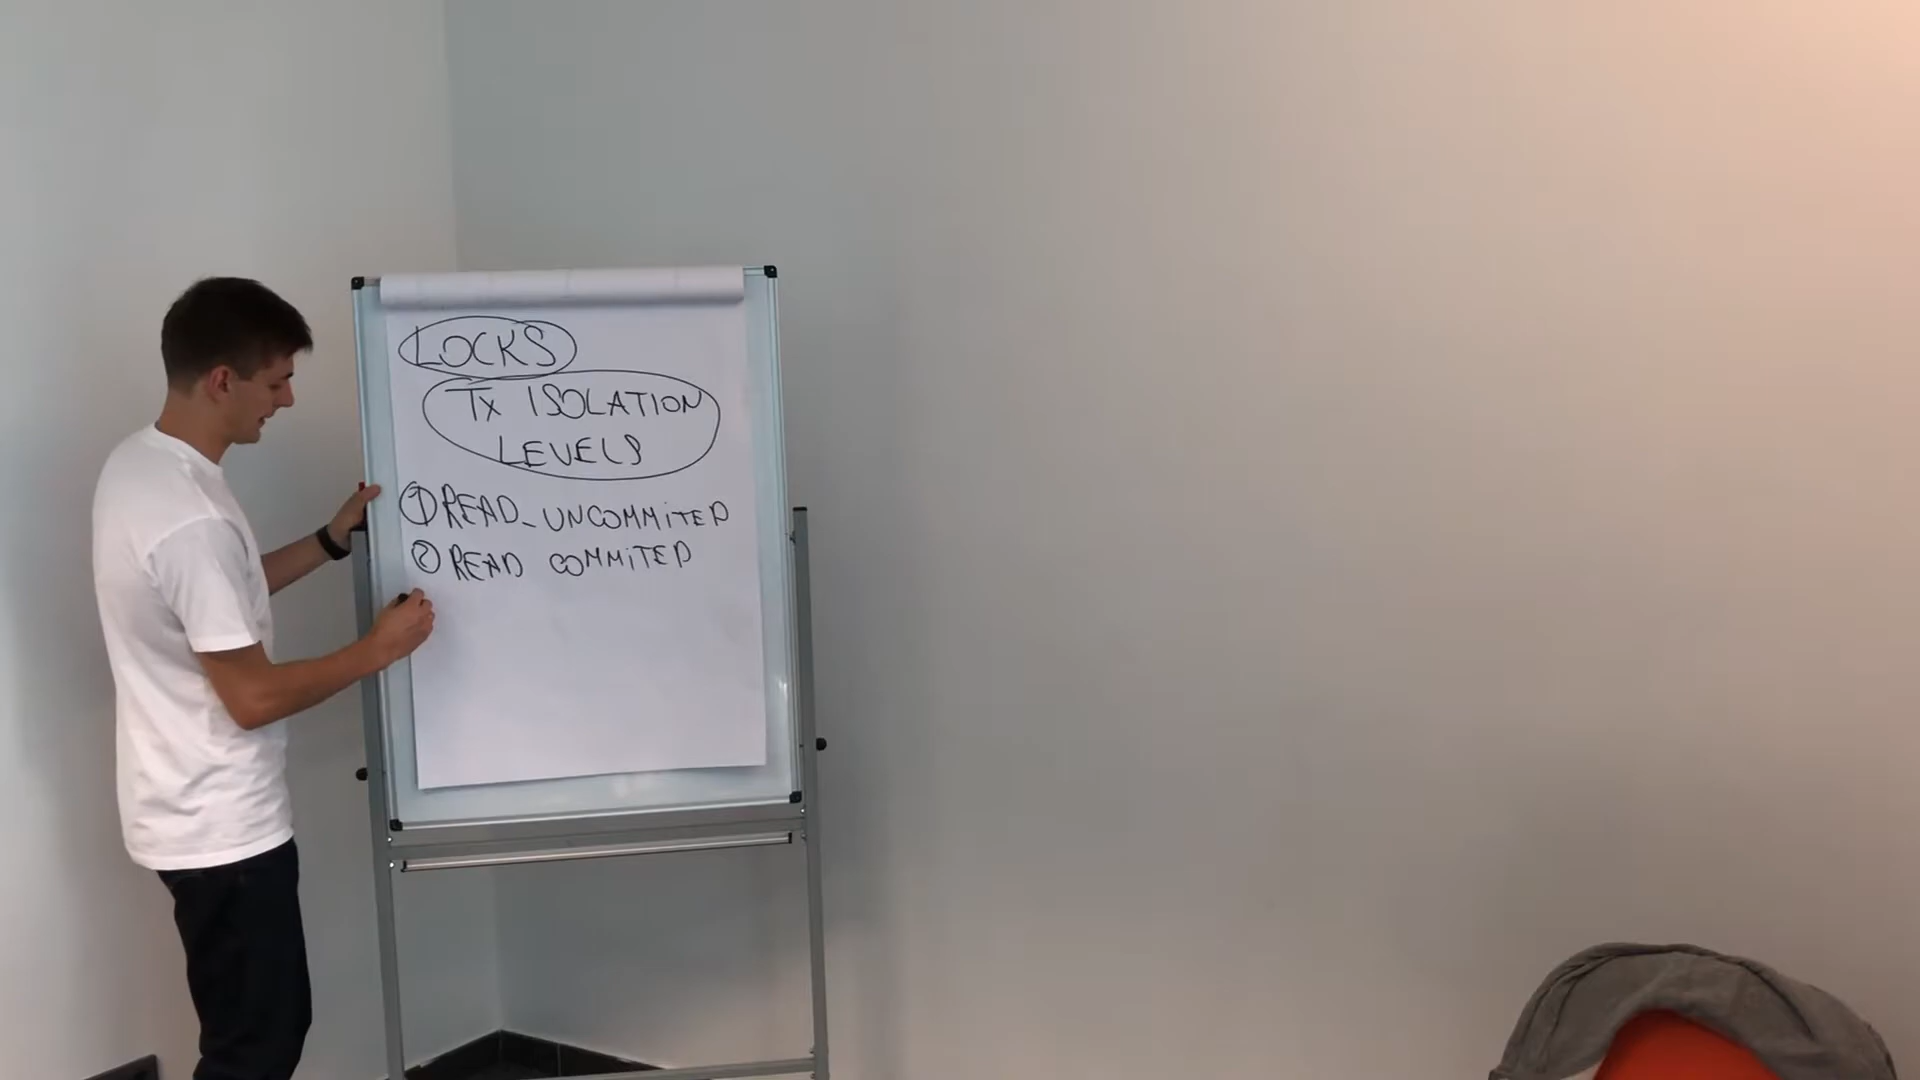 LOCKS
Tx ISOLATION
LEVELS
① READ_UNCOMMITED
② READ COMMITED